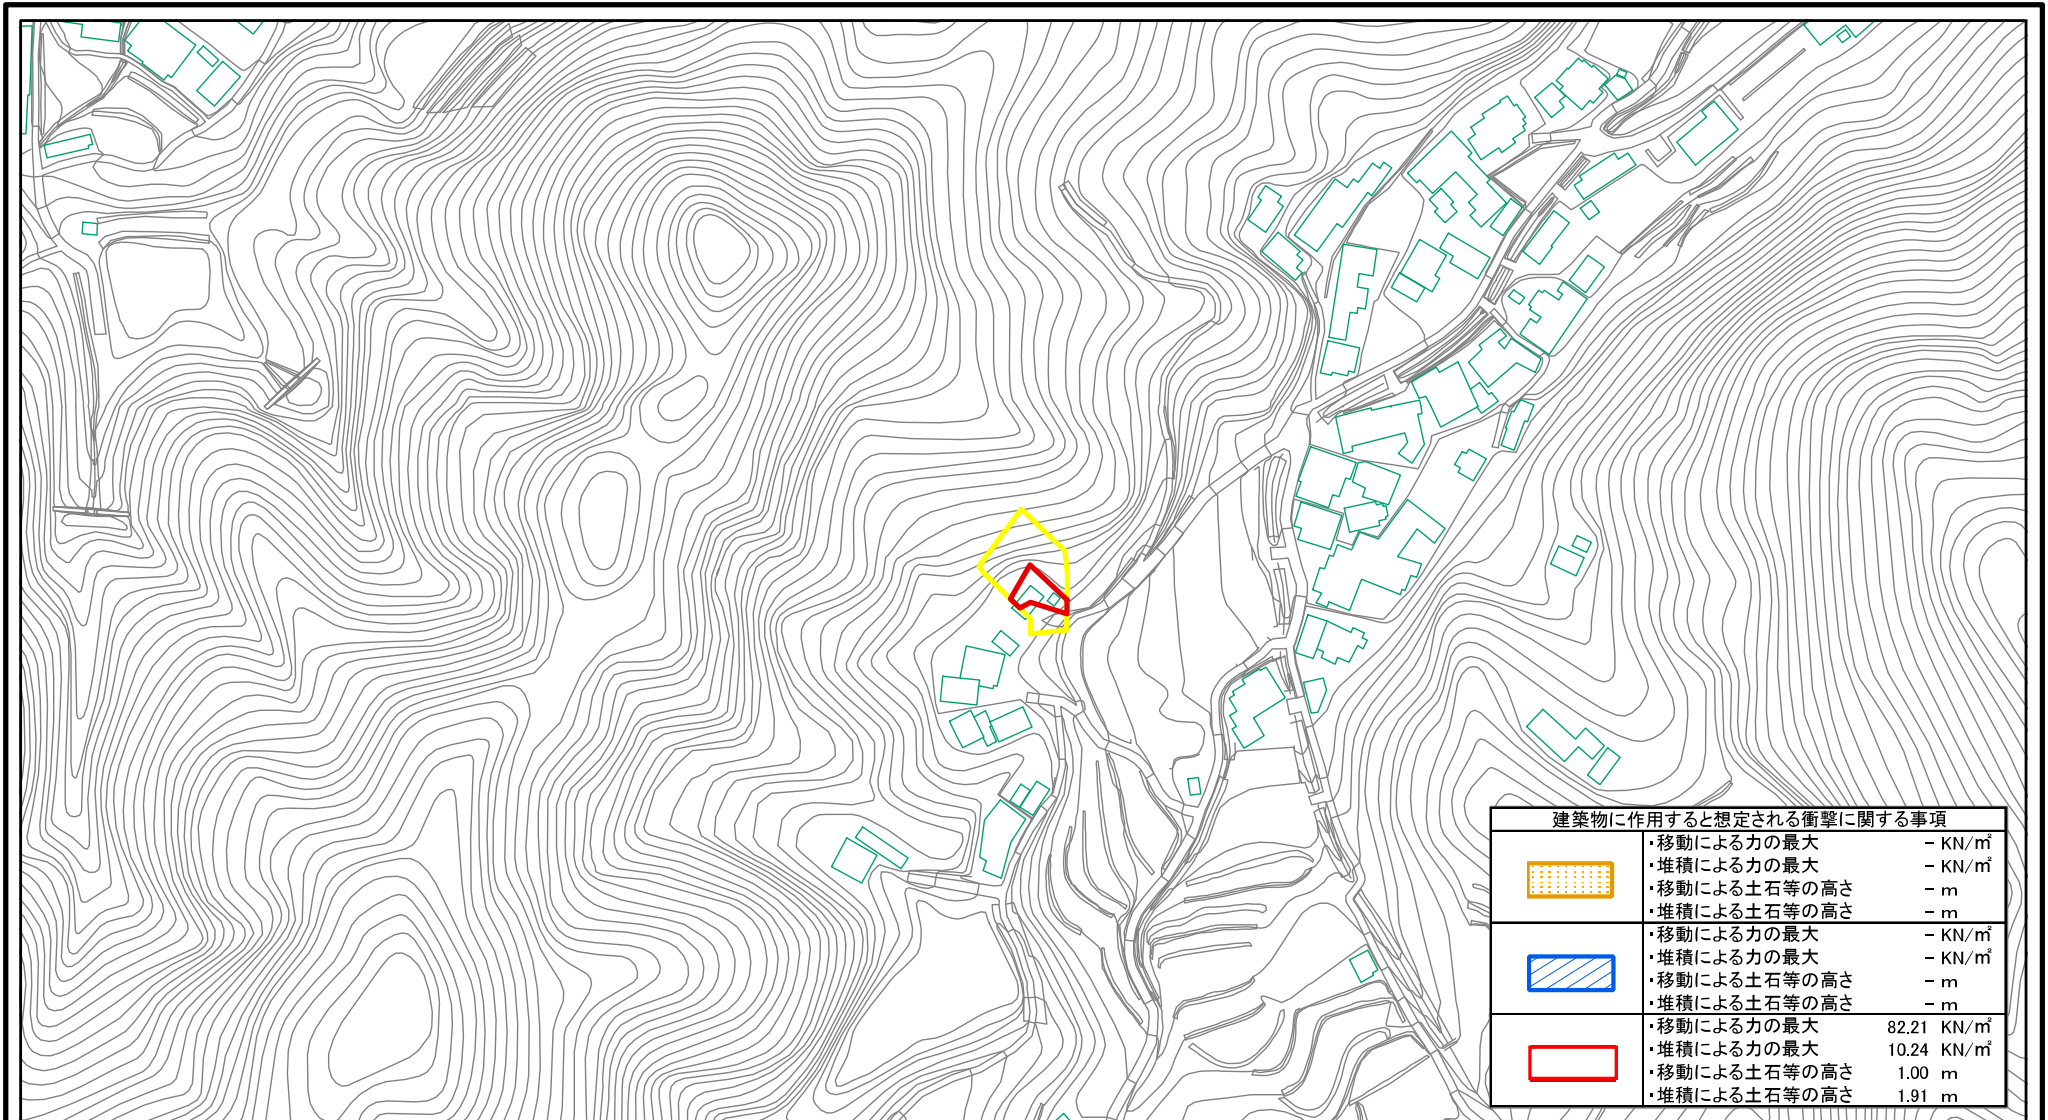 建築物に作用すると想定される衝撃に関する事項
・移動による力の最大 － KN/㎡
・堆積による力の最大 － KN/㎡
・移動による土石等の高さ － m
・堆積による土石等の高さ － m
・移動による力の最大 － KN/㎡
・堆積による力の最大 － KN/㎡
・移動による土石等の高さ － m
・堆積による土石等の高さ － m
・移動による力の最大 82.21 KN/㎡
・堆積による力の最大 10.24 KN/㎡
・移動による土石等の高さ 1.00 m
・堆積による土石等の高さ 1.91 m